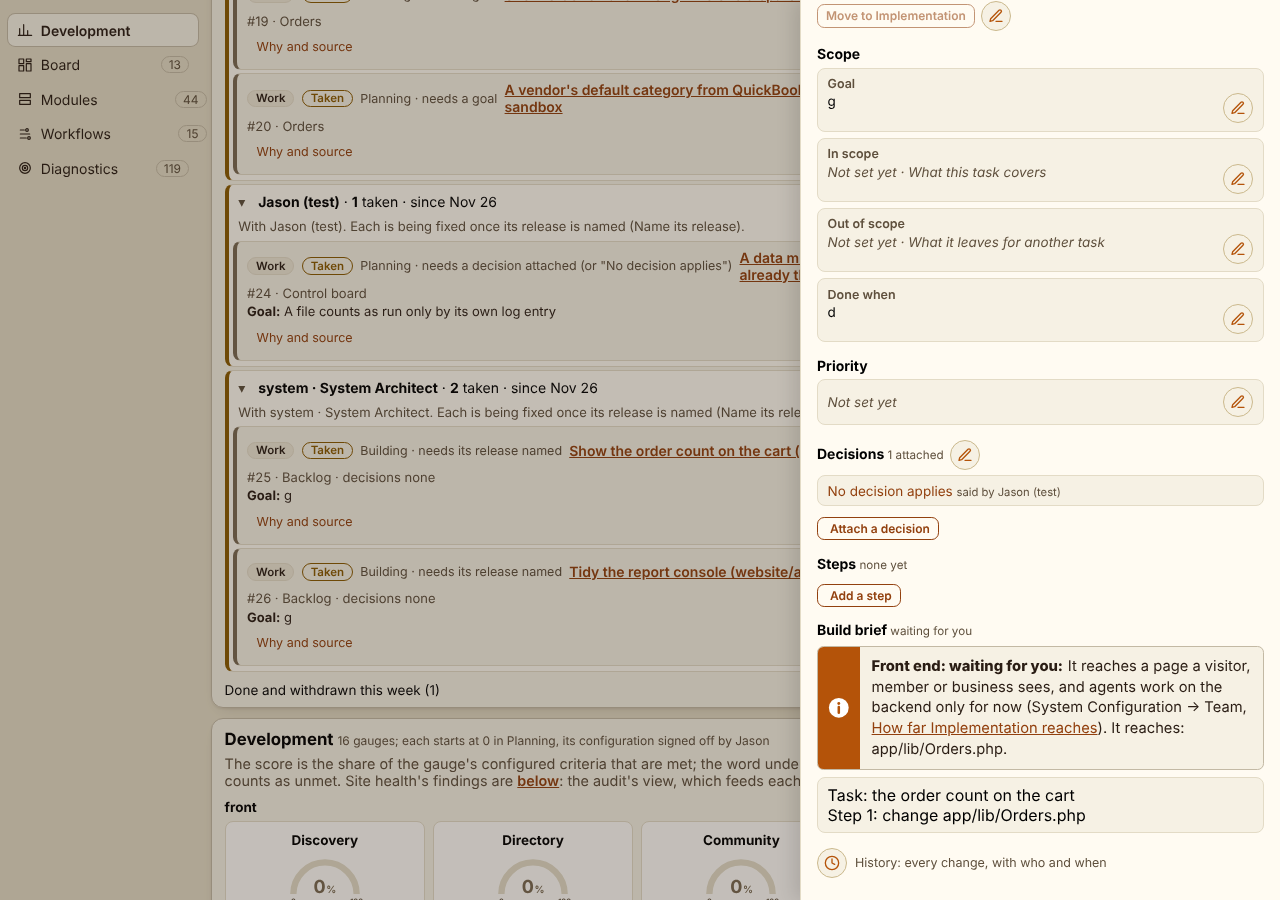 Development
Board 13
Modules 44
Workflows 15
Diagnostics 119
#19 · Orders
Why and source
Work Taken Planning · needs a goal A vendor's default category from QuickBoo
sandbox
#20 · Orders
Why and source
▼ Jason (test) · 1 taken · since Nov 26
With Jason (test). Each is being fixed once its release is named (Name its release).
Work Taken Planning · needs a decision attached (or "No decision applies") A data m
already t
#24 · Control board
Goal: A file counts as run only by its own log entry
Why and source
▼ system · System Architect · 2 taken · since Nov 26
With system · System Architect. Each is being fixed once its release is named (Name its rele
Work Taken Building · needs its release named Show the order count on the cart (
#25 · Backlog · decisions none
Goal: g
Why and source
Work Taken Building · needs its release named Tidy the report console (website/a
#26 · Backlog · decisions none
Goal: g
Why and source
Done and withdrawn this week (1)
Development 16 gauges; each starts at 0 in Planning, its configuration signed off by Jason
The score is the share of the gauge's configured criteria that are met; the word unde
counts as unmet. Site health's findings are below: the audit's view, which feeds each
front
Discovery Directory Community
0% 0% 0%
Move to Implementation
Scope
Goal
g
In scope
Not set yet · What this task covers
Out of scope
Not set yet · What it leaves for another task
Done when
d
Priority
Not set yet
Decisions 1 attached
No decision applies said by Jason (test)
Attach a decision
Steps none yet
Add a step
Build brief waiting for you
Front end: waiting for you: It reaches a page a visitor,
member or business sees, and agents work on the
backend only for now (System Configuration → Team,
How far Implementation reaches). It reaches:
app/lib/Orders.php.
Task: the order count on the cart
Step 1: change app/lib/Orders.php
History: every change, with who and when